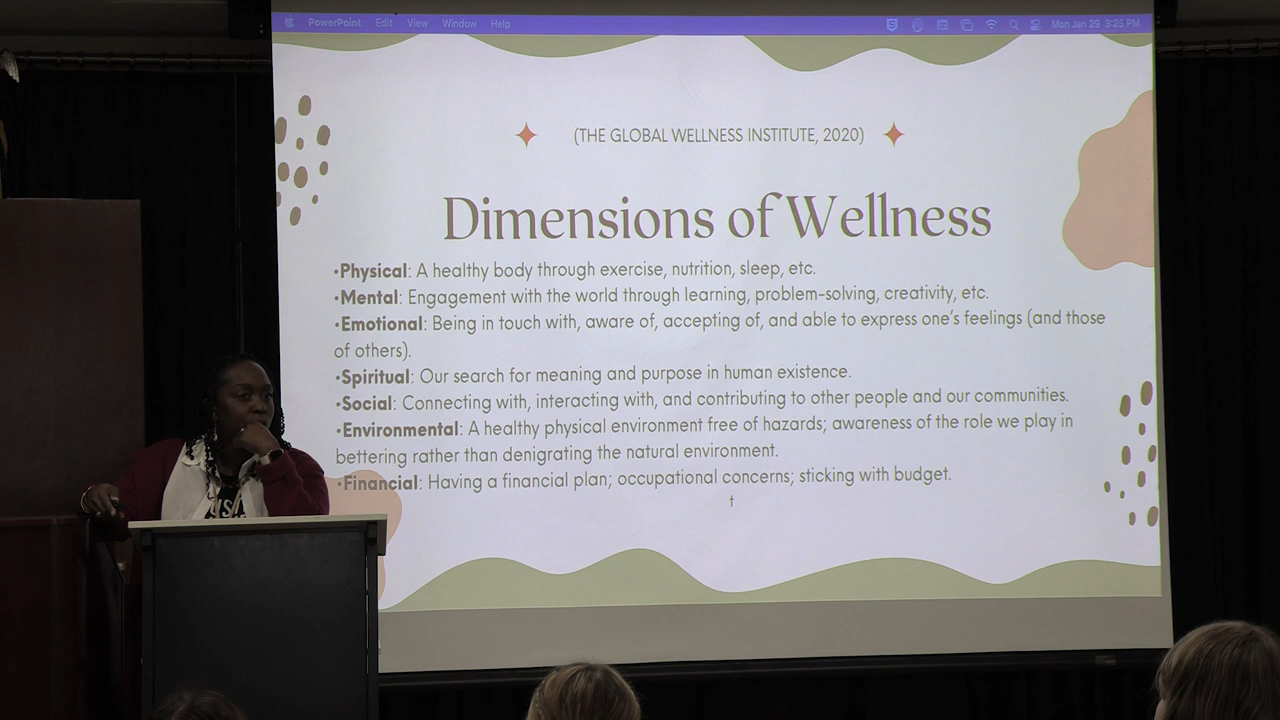 PowerPoint Edit View Window Help Mon Jan 29 3:25 PM
(THE GLOBAL WELLNESS INSTITUTE, 2020)
Dimensions of Wellness
•Physical: A healthy body through exercise, nutrition, sleep, etc.
•Mental: Engagement with the world through learning, problem-solving, creativity, etc.
•Emotional: Being in touch with, aware of, accepting of, and able to express one's feelings (and those
of others).
•Spiritual: Our search for meaning and purpose in human existence.
•Social: Connecting with, interacting with, and contributing to other people and our communities.
•Environmental: A healthy physical environment free of hazards; awareness of the role we play in
bettering rather than denigrating the natural environment.
•Financial: Having a financial plan; occupational concerns; sticking with budget.